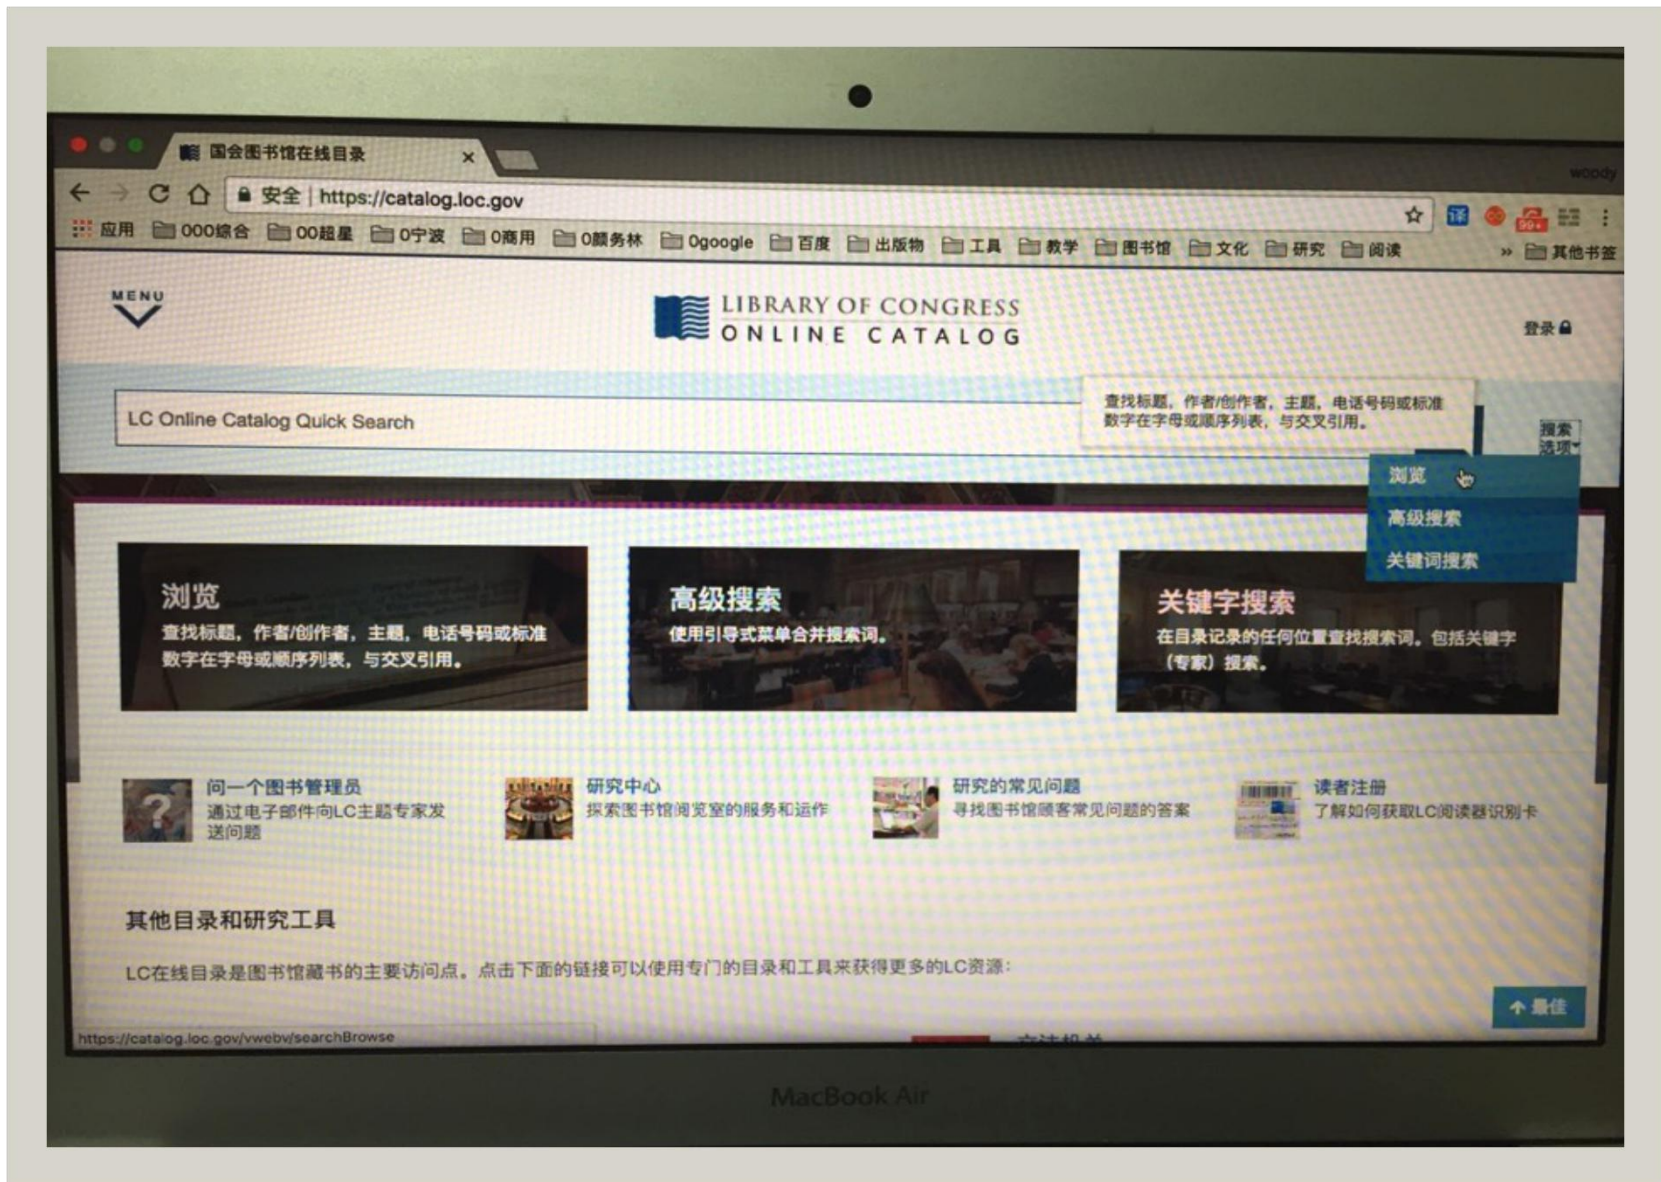 国会图书馆在线目录
woody
安全 | https://catalog.loc.gov
译
99+
应用 000综合 00超星 0宁波 0商用 0颜务林 0google 百度 出版物 工具 教学 图书馆 文化 研究 阅读 » 其他书签
MENU
LIBRARY OF CONGRESS
ONLINE CATALOG
登录
LC Online Catalog Quick Search
查找标题，作者/创作者，主题，电话号码或标准
数字在字母或顺序列表，与交叉引用。
搜索
选项
浏览
高级搜索
关键词搜索
浏览
查找标题，作者/创作者，主题，电话号码或标准
数字在字母或顺序列表，与交叉引用。
高级搜索
使用引导式菜单合并搜索词。
关键字搜索
在目录记录的任何位置查找搜索词。包括关键字
（专家）搜索。
问一个图书管理员
通过电子邮件向LC主题专家发
送问题
研究中心
探索图书馆阅览室的服务和运作
研究的常见问题
寻找图书馆顾客常见问题的答案
读者注册
了解如何获取LC阅读器识别卡
其他目录和研究工具
LC在线目录是图书馆藏书的主要访问点。点击下面的链接可以使用专门的目录和工具来获得更多的LC资源：
最佳
https://catalog.loc.gov/vwebv/searchBrowse
立法机关
MacBook Air